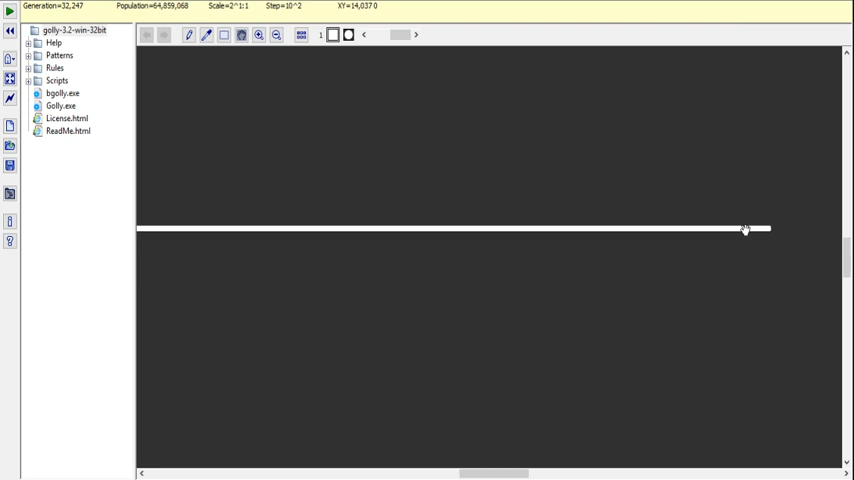 Generation=32,247 Population=64,859,068 Scale=2^1:1 Step=10^2 XY=14,037 0
golly-3.2-win-32bit
1
Help
Patterns
Rules
Scripts
bgolly.exe
Golly.exe
License.html
ReadMe.html